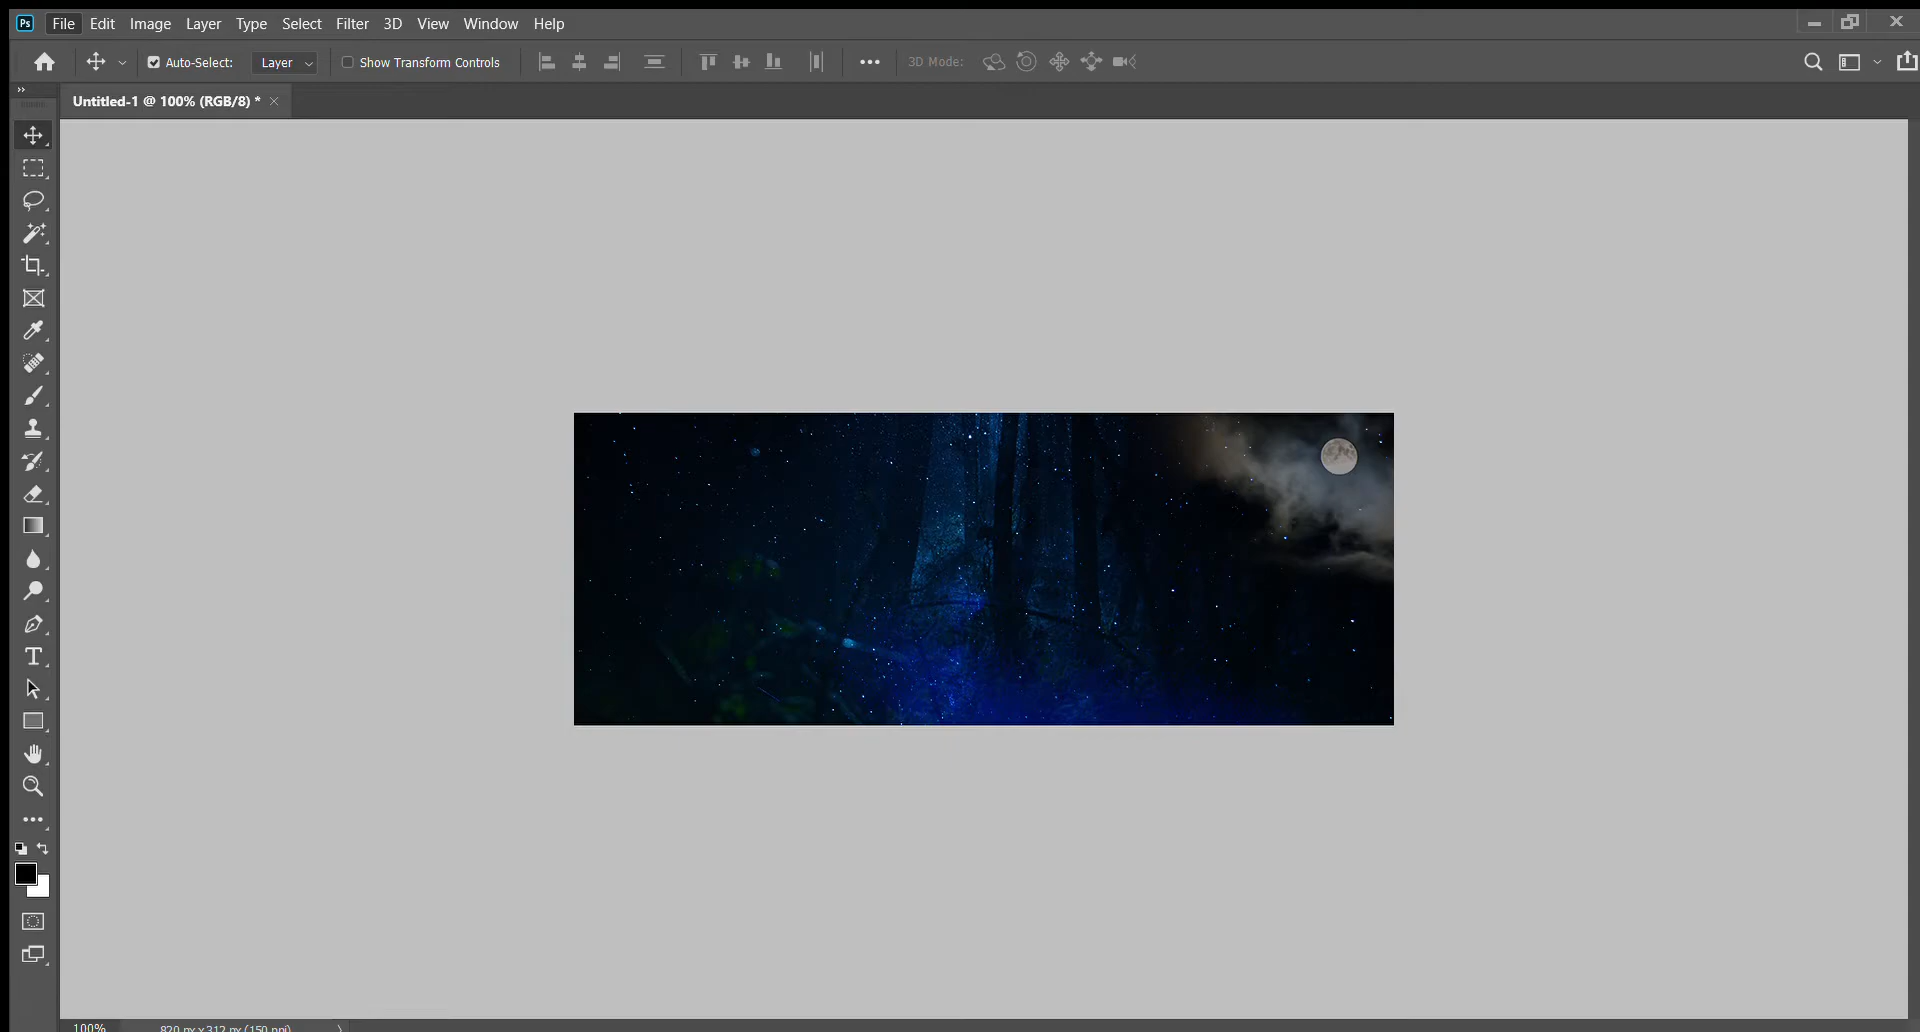 Ps File Edit Image Layer Type Select Filter 3D View Window Help
Auto-Select: Layer Show Transform Controls 3D Mode:
Untitled-1 @ 100% (RGB/8) *
100% 820 px x 312 px (150 ppi)